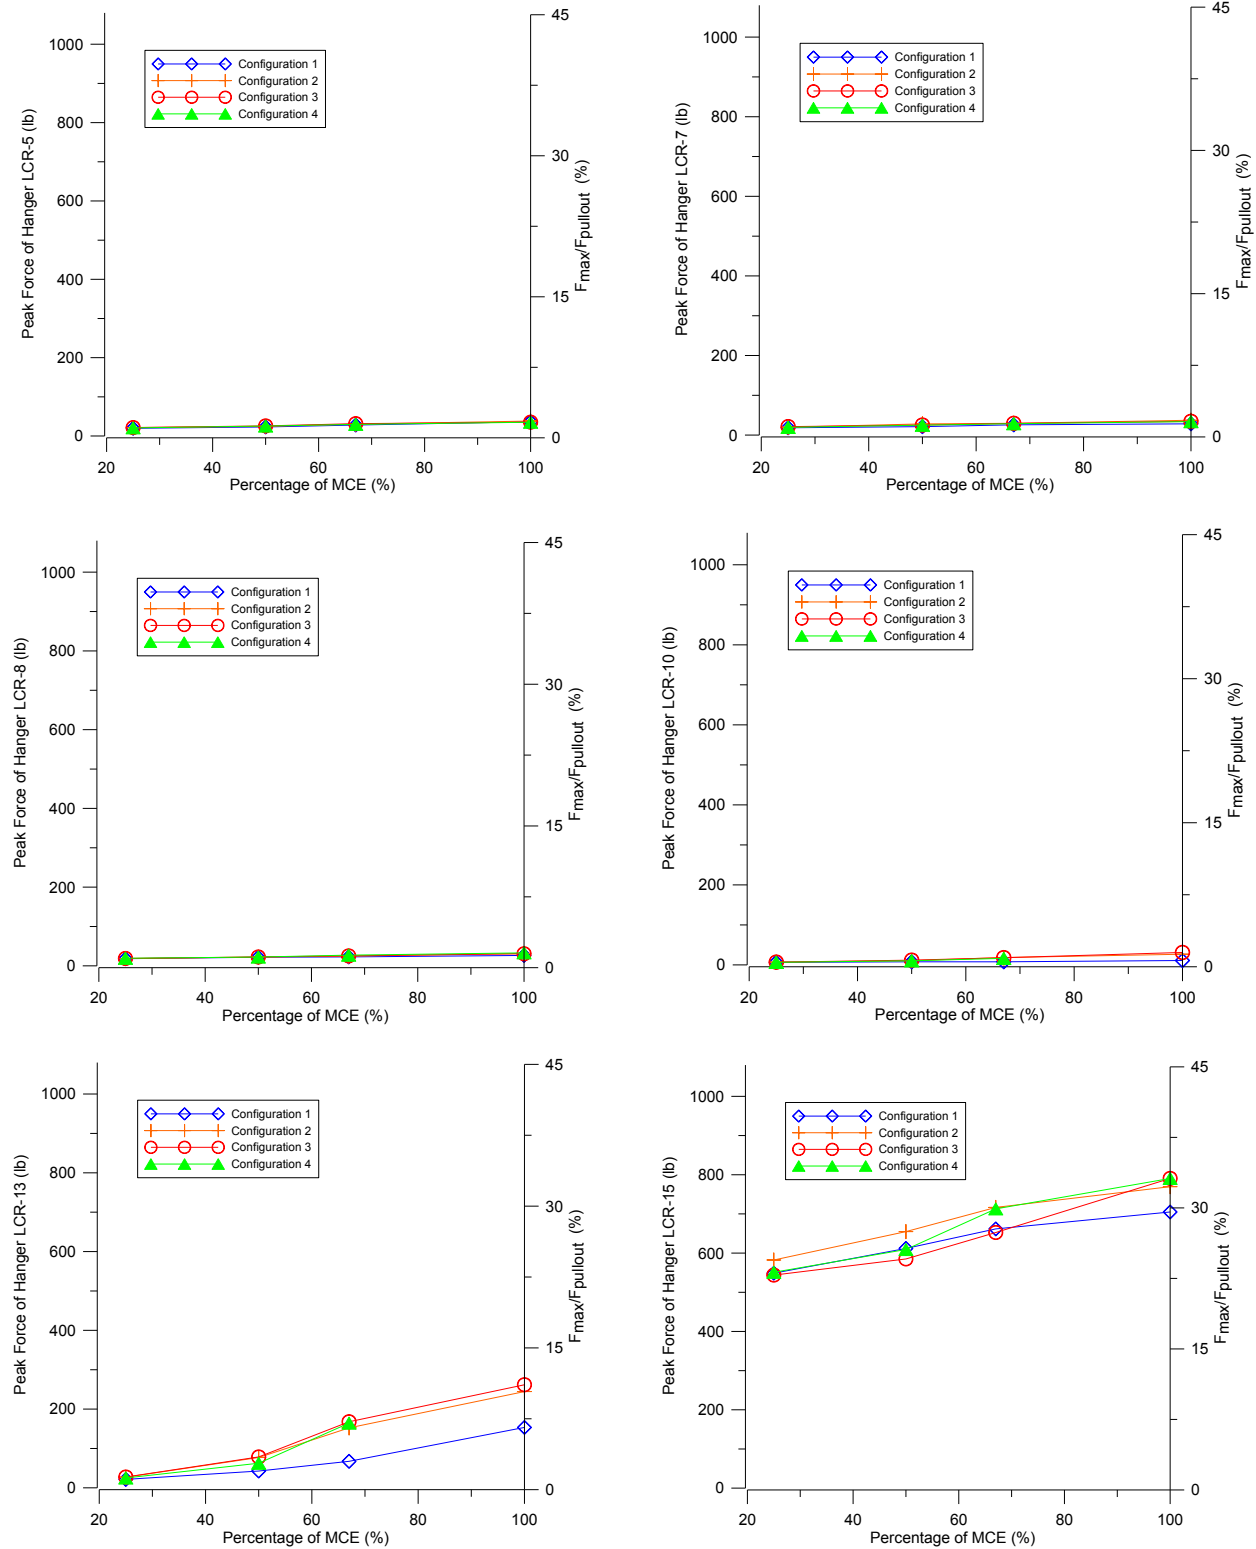 1000
800
600
400
200
0
Peak Force of Hanger LCR-5 (lb)
Configuration 1
Configuration 2
Configuration 3
Configuration 4
45
30
15
0
Fmax/Fpullout (%)
20 40 60 80 100
Percentage of MCE (%)
1000
800
600
400
200
0
Peak Force of Hanger LCR-7 (lb)
Configuration 1
Configuration 2
Configuration 3
Configuration 4
45
30
15
0
Fmax/Fpullout (%)
20 40 60 80 100
Percentage of MCE (%)
1000
800
600
400
200
0
Peak Force of Hanger LCR-8 (lb)
Configuration 1
Configuration 2
Configuration 3
Configuration 4
45
30
15
0
Fmax/Fpullout (%)
20 40 60 80 100
Percentage of MCE (%)
1000
800
600
400
200
0
Peak Force of Hanger LCR-10 (lb)
Configuration 1
Configuration 2
Configuration 3
Configuration 4
45
30
15
0
Fmax/Fpullout (%)
20 40 60 80 100
Percentage of MCE (%)
1000
800
600
400
200
0
Peak Force of Hanger LCR-13 (lb)
Configuration 1
Configuration 2
Configuration 3
Configuration 4
45
30
15
0
Fmax/Fpullout (%)
20 40 60 80 100
Percentage of MCE (%)
1000
800
600
400
200
0
Peak Force of Hanger LCR-15 (lb)
Configuration 1
Configuration 2
Configuration 3
Configuration 4
45
30
15
0
Fmax/Fpullout (%)
20 40 60 80 100
Percentage of MCE (%)